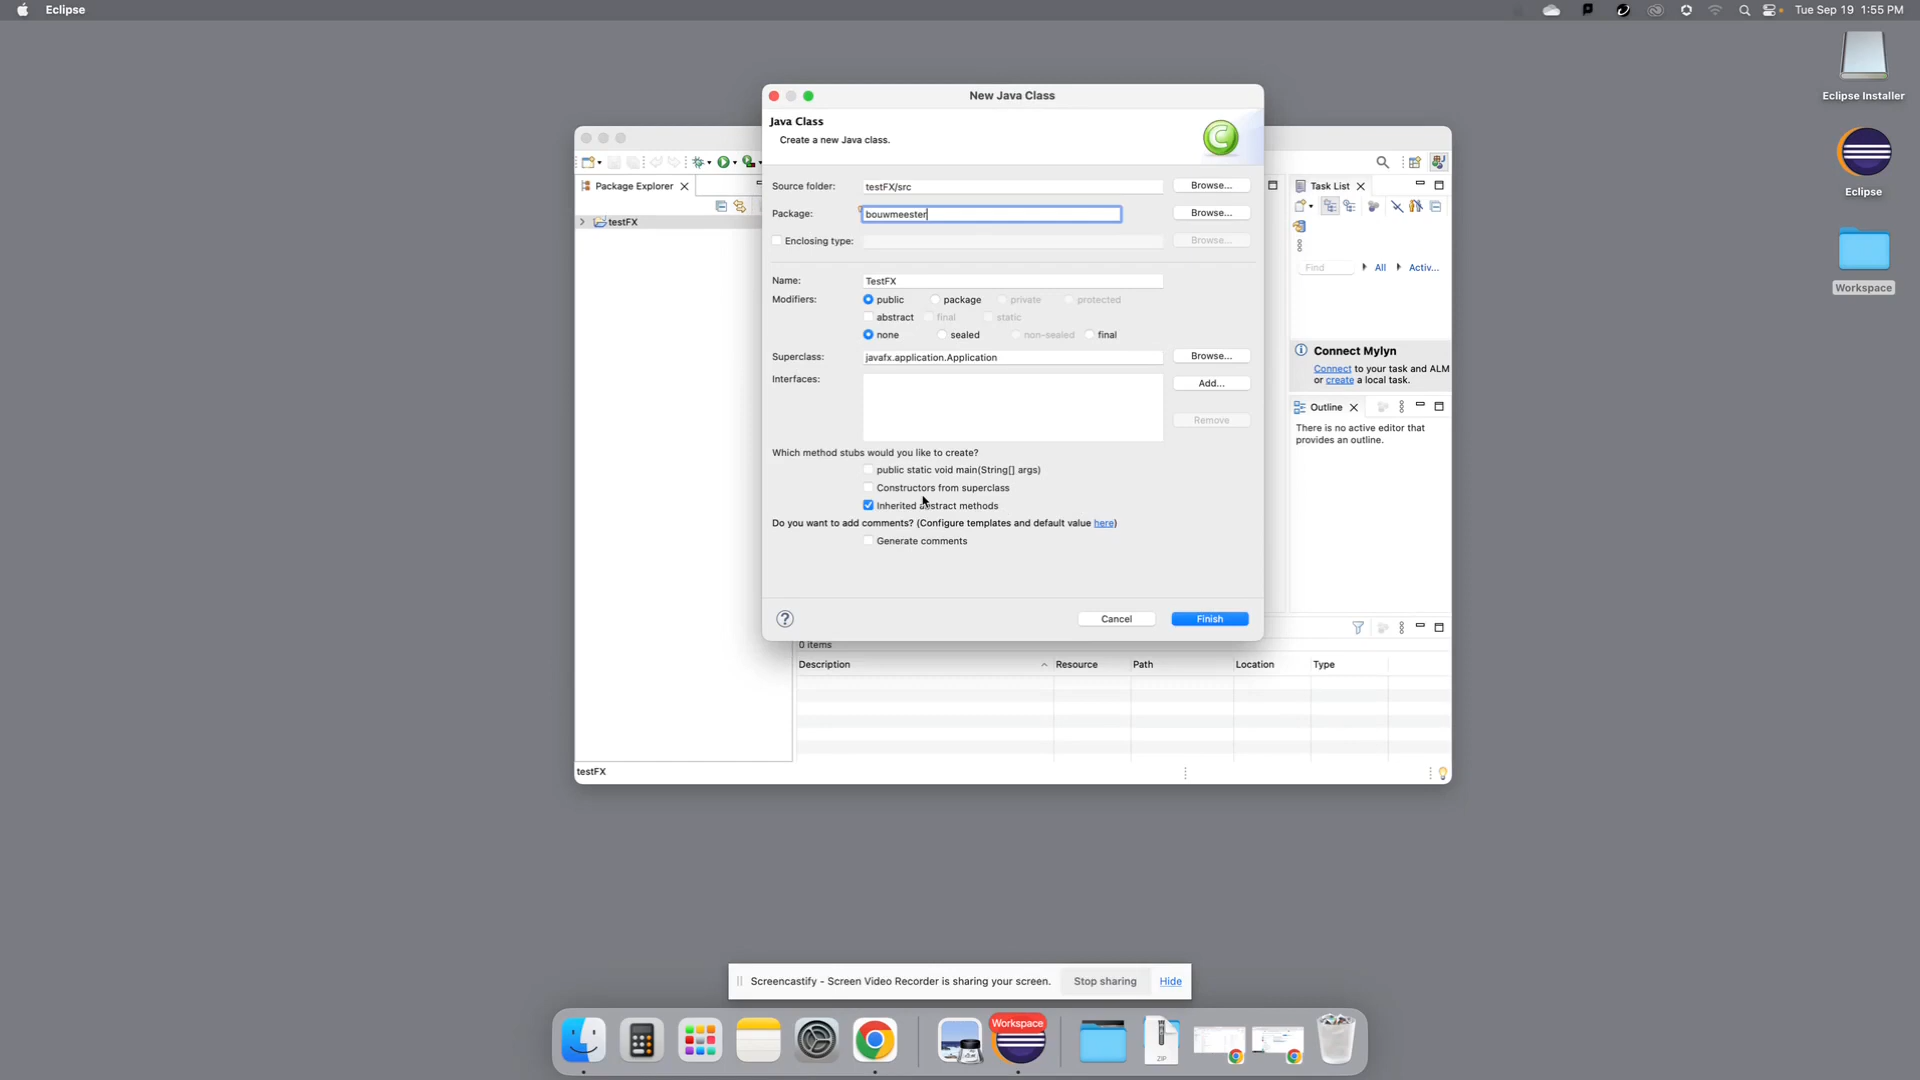 Eclipse
Tue Sep 19 1:55 PM
Eclipse Installer
Eclipse
Workspace
New Java Class
Java Class
Create a new Java class.
Source folder: testFX/src Browse...
Package: bouwmeester Browse...
Enclosing type: Browse...
Name: TestFX
Modifiers: public package private protected
abstract final static
none sealed non-sealed final
Superclass: javafx.application.Application Browse...
Interfaces: Add...
Remove
Which method stubs would you like to create?
public static void main(String[] args)
Constructors from superclass
Inherited abstract methods
Do you want to add comments? (Configure templates and default value here)
Generate comments
? Cancel Finish
Package Explorer
testFX
Task List
Find All Activ...
Connect Mylyn
Connect to your task and ALM
or create a local task.
Outline
There is no active editor that
provides an outline.
0 items
Description Resource Path Location Type
testFX
Screencastify - Screen Video Recorder is sharing your screen. Stop sharing Hide
Workspace
ZIP